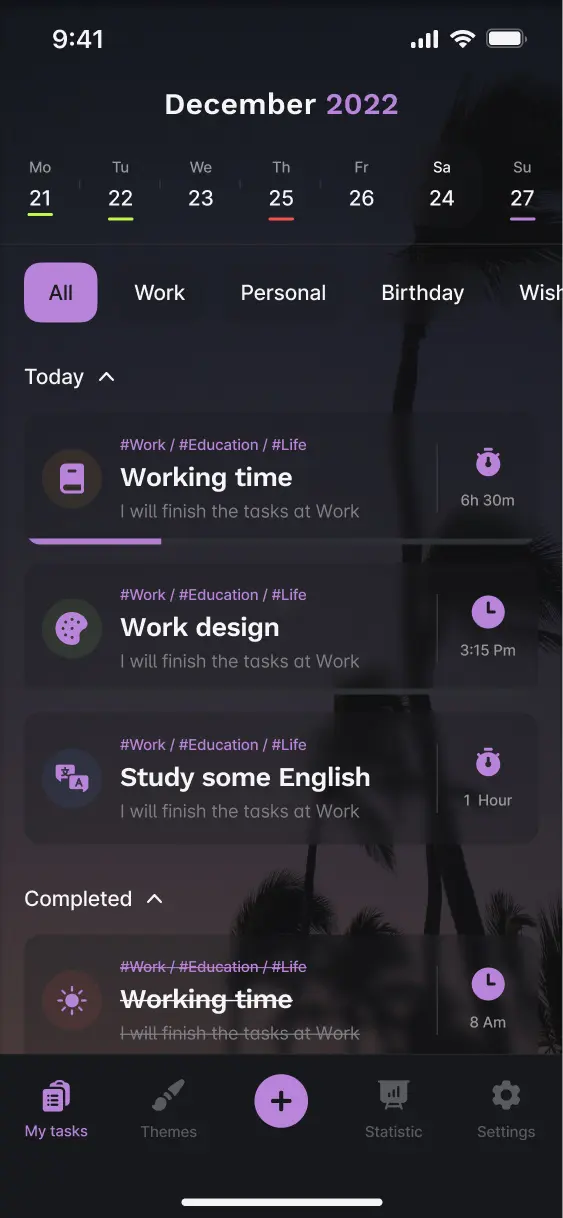 9:41
December 2022
Mo Tu We Th Fr Sa Su
21 22 23 25 26 24 27
All Work Personal Birthday Wish
Today
#Work / #Education / #Life
Working time
I will finish the tasks at Work
6h 30m
#Work / #Education / #Life
Work design
I will finish the tasks at Work
3:15 Pm
#Work / #Education / #Life
Study some English
I will finish the tasks at Work
1 Hour
Completed
#Work / #Education / #Life
Working time
I will finish the tasks at Work
8 Am
My tasks Themes Statistic Settings